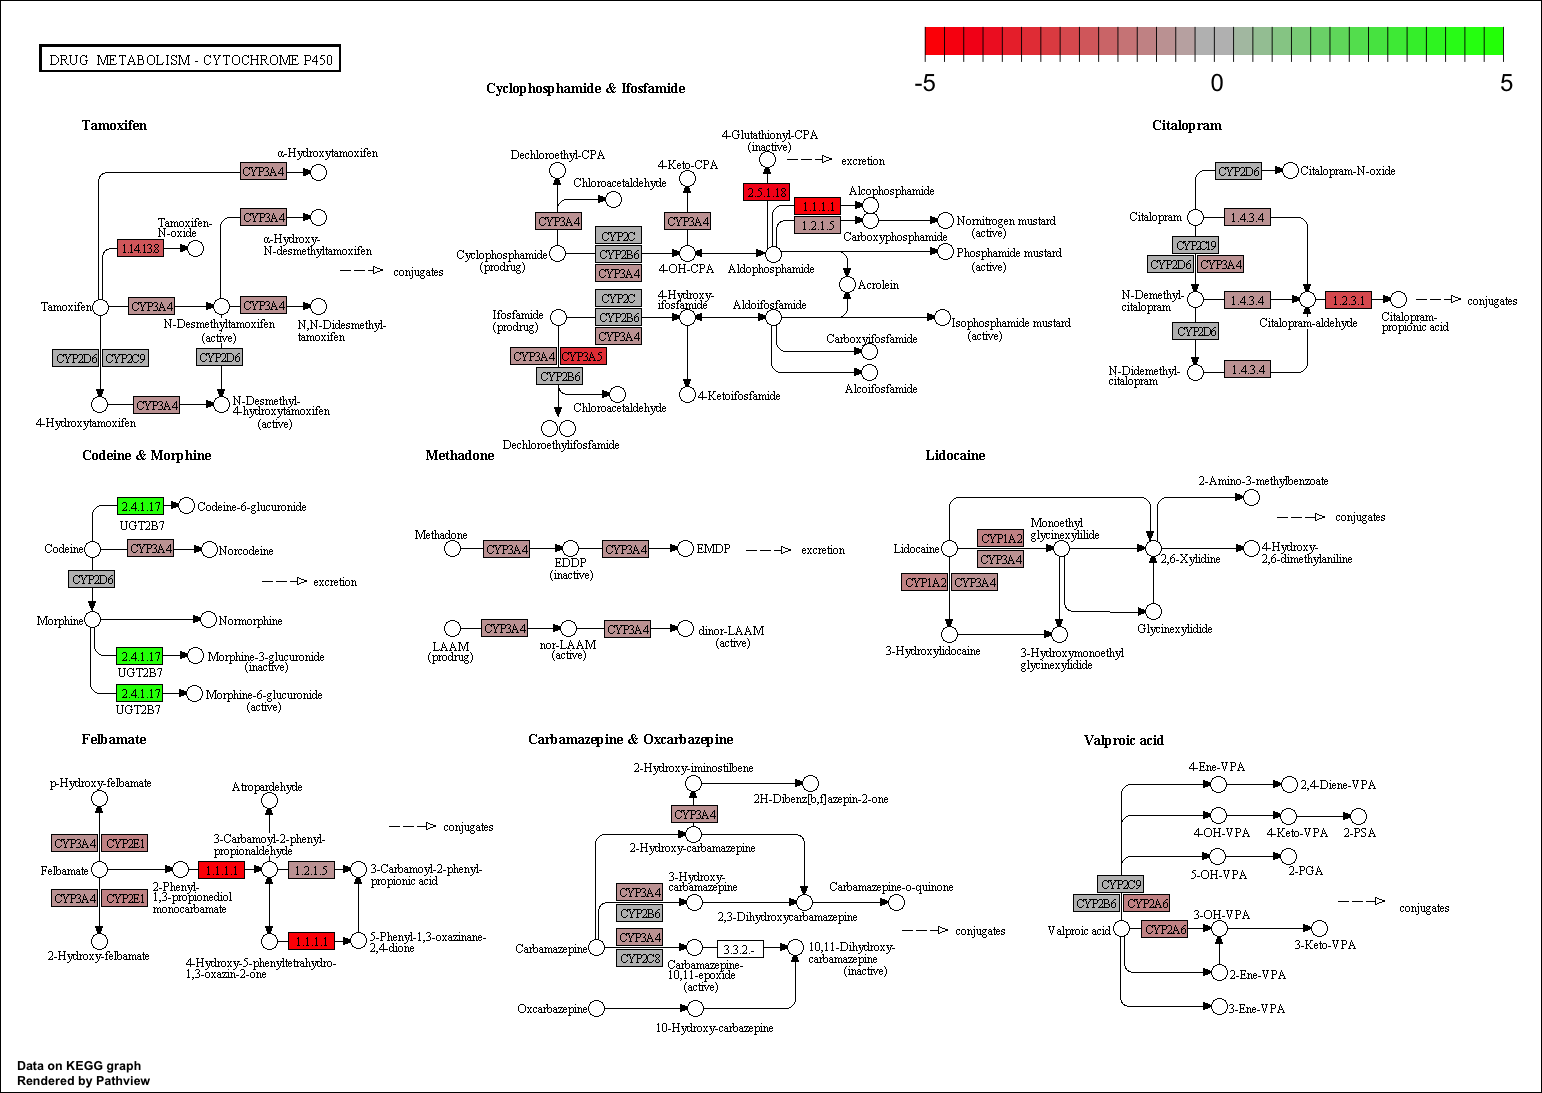 DRUG METABOLISM - CYTOCHROME P450
-5
0
5
Cyclophosphamide & Ifosfamide
Tamoxifen
α-Hydroxytamoxifen
CYP3A4
Tamoxifen-
N-oxide
1.14.13.8
CYP3A4
α-Hydroxy-
N-desmethyltamoxifen
conjugates
Tamoxifen
CYP3A4
CYP3A4
N-Desmethyltamoxifen
(active)
N,N-Didesmethyl-
tamoxifen
CYP2D6
CYP2C9
CYP2D6
CYP3A4
N-Desmethyl-
4-hydroxytamoxifen
(active)
4-Hydroxytamoxifen
Dechloroethyl-CPA
Chloroacetaldehyde
4-Keto-CPA
4-Glutathionyl-CPA
(inactive)
excretion
CYP3A4
CYP3A4
2.5.1.18
1.1.1.1
1.2.1.5
Alcophosphamide
Carboxyphosphamide
Nornitrogen mustard
(active)
Cyclophosphamide
(prodrug)
CYP2C
CYP2B6
CYP3A4
4-OH-CPA
Aldophosphamide
Phosphamide mustard
(active)
Acrolein
Ifosfamide
(prodrug)
CYP2C
CYP2B6
CYP3A4
4-Hydroxy-
ifosfamide
Aldoifosfamide
Isophosphamide mustard
(active)
CYP3A4
CYP3A5
CYP2B6
Carboxyifosfamide
Alcoifosfamide
4-Ketoifosfamide
Chloroacetaldehyde
Dechloroethylifosfamide
Citalopram
CYP2D6
Citalopram-N-oxide
Citalopram
1.4.3.4
CYP2C19
CYP2D6
CYP3A4
N-Demethyl-
citalopram
1.4.3.4
1.2.3.1
Citalopram-aldehyde
Citalopram-
propionic acid
conjugates
CYP2D6
N-Didemethyl-
citalopram
1.4.3.4
Codeine & Morphine
2.4.1.17
UGT2B7
Codeine-6-glucuronide
Codeine
CYP3A4
Norcodeine
CYP2D6
excretion
Morphine
Normorphine
2.4.1.17
UGT2B7
Morphine-3-glucuronide
(inactive)
2.4.1.17
UGT2B7
Morphine-6-glucuronide
(active)
Methadone
Methadone
CYP3A4
EDDP
(inactive)
CYP3A4
EMDP
excretion
LAAM
(prodrug)
CYP3A4
nor-LAAM
(active)
CYP3A4
dinor-LAAM
(active)
Lidocaine
2-Amino-3-methylbenzoate
conjugates
Lidocaine
CYP1A2
CYP3A4
Monoethyl
glycinexylilide
2,6-Xylidine
4-Hydroxy-
2,6-dimethylaniline
CYP1A2
CYP3A4
Glycinexylidide
3-Hydroxylidocaine
3-Hydroxymonoethyl
glycinexylidide
Felbamate
p-Hydroxy-felbamate
Atropardehyde
conjugates
CYP3A4
CYP2E1
3-Carbamoyl-2-phenyl-
propionaldehyde
Felbamate
1.1.1.1
1.2.1.5
3-Carbamoyl-2-phenyl-
propionic acid
CYP3A4
CYP2E1
2-Phenyl-
1,3-propionediol
monocarbamate
2-Hydroxy-felbamate
1.1.1.1
5-Phenyl-1,3-oxazinane-
2,4-dione
4-Hydroxy-5-phenyltetrahydro-
1,3-oxazin-2-one
Carbamazepine & Oxcarbazepine
2-Hydroxy-iminostilbene
2H-Dibenz[b,f]azepin-2-one
CYP3A4
2-Hydroxy-carbamazepine
CYP3A4
CYP2B6
3-Hydroxy-
carbamazepine
2,3-Dihydroxycarbamazepine
Carbamazepine-o-quinone
conjugates
Carbamazepine
CYP3A4
CYP2C8
Carbamazepine-
10,11-epoxide
(active)
3.3.2.-
10,11-Dihydroxy-
carbamazepine
(inactive)
Oxcarbazepine
10-Hydroxy-carbazepine
Valproic acid
4-Ene-VPA
2,4-Diene-VPA
4-OH-VPA
4-Keto-VPA
2-PSA
5-OH-VPA
2-PGA
CYP2C9
CYP2B6
CYP2A6
conjugates
Valproic acid
CYP2A6
3-OH-VPA
3-Keto-VPA
2-Ene-VPA
3-Ene-VPA
Data on KEGG graph
Rendered by Pathview